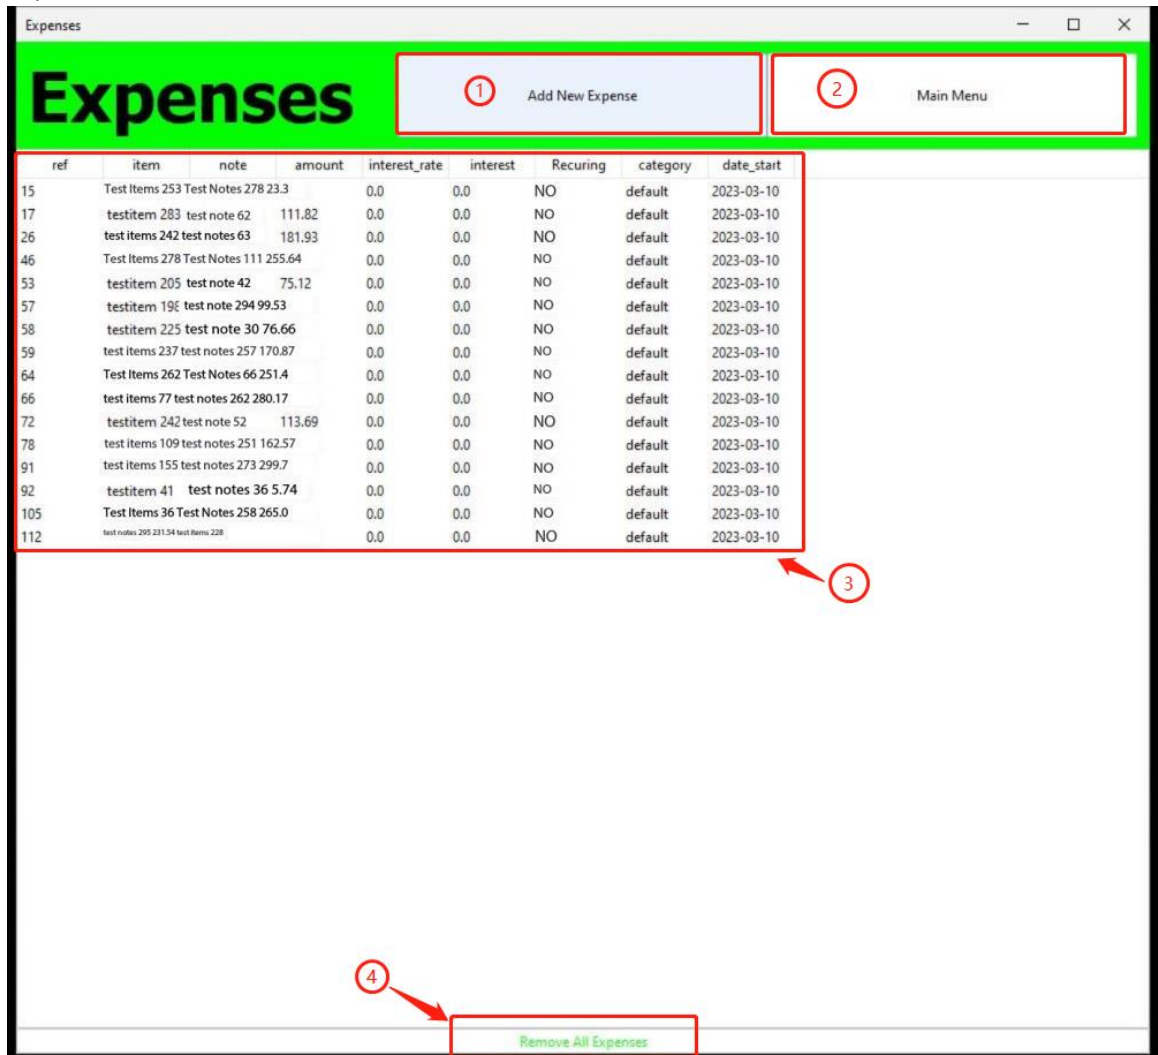 Expenses
Expenses
1 Add New Expense
2 Main Menu
ref item note amount interest_rate interest Recuring category date_start
15 Test Items 253 Test Notes 278 23.3 0.0 0.0 NO default 2023-03-10
17 testitem 283 test note 62 111.82 0.0 0.0 NO default 2023-03-10
26 test items 242 test notes 63 181.93 0.0 0.0 NO default 2023-03-10
46 Test Items 278 Test Notes 111 255.64 0.0 0.0 NO default 2023-03-10
53 testitem 205 test note 42 75.12 0.0 0.0 NO default 2023-03-10
57 testitem 198 test note 294 99.53 0.0 0.0 NO default 2023-03-10
58 testitem 225 test note 30 76.66 0.0 0.0 NO default 2023-03-10
59 test items 237 test notes 257 170.87 0.0 0.0 NO default 2023-03-10
64 Test Items 262 Test Notes 66 251.4 0.0 0.0 NO default 2023-03-10
66 test items 77 test notes 262 280.17 0.0 0.0 NO default 2023-03-10
72 testitem 242 test note 52 113.69 0.0 0.0 NO default 2023-03-10
78 test items 109 test notes 251 162.57 0.0 0.0 NO default 2023-03-10
91 test items 155 test notes 273 299.7 0.0 0.0 NO default 2023-03-10
92 testitem 41 test notes 36 5.74 0.0 0.0 NO default 2023-03-10
105 Test Items 36 Test Notes 258 265.0 0.0 0.0 NO default 2023-03-10
112 test notes 295 231.54 test items 228 0.0 0.0 NO default 2023-03-10
3
4
Remove All Expenses